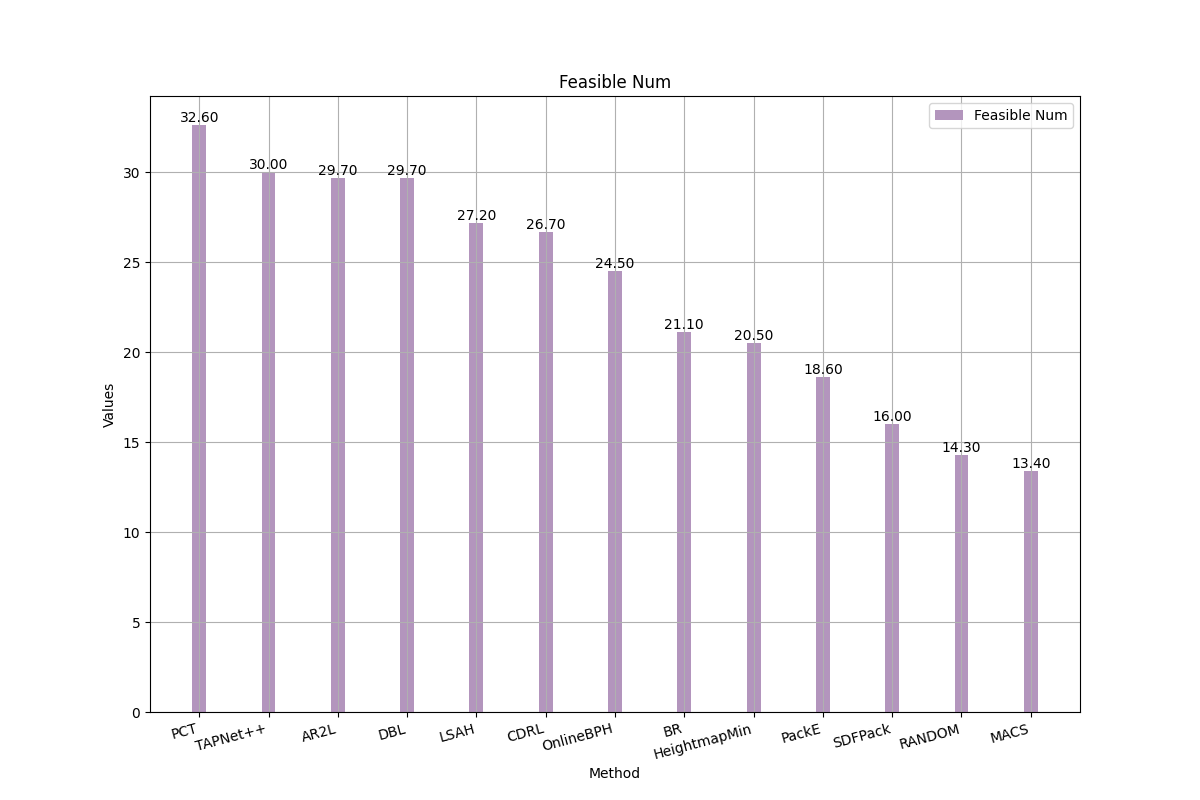 Feasible Num
Feasible Num
32.60
30.00
29.70
29.70
27.20
26.70
24.50
21.10
20.50
18.60
16.00
14.30
13.40
Values
30
25
20
15
10
5
0
PCT
TAPNet++
AR2L
DBL
LSAH
CDRL
OnlineBPH
BR
HeightmapMin
PackE
SDFPack
RANDOM
MACS
Method